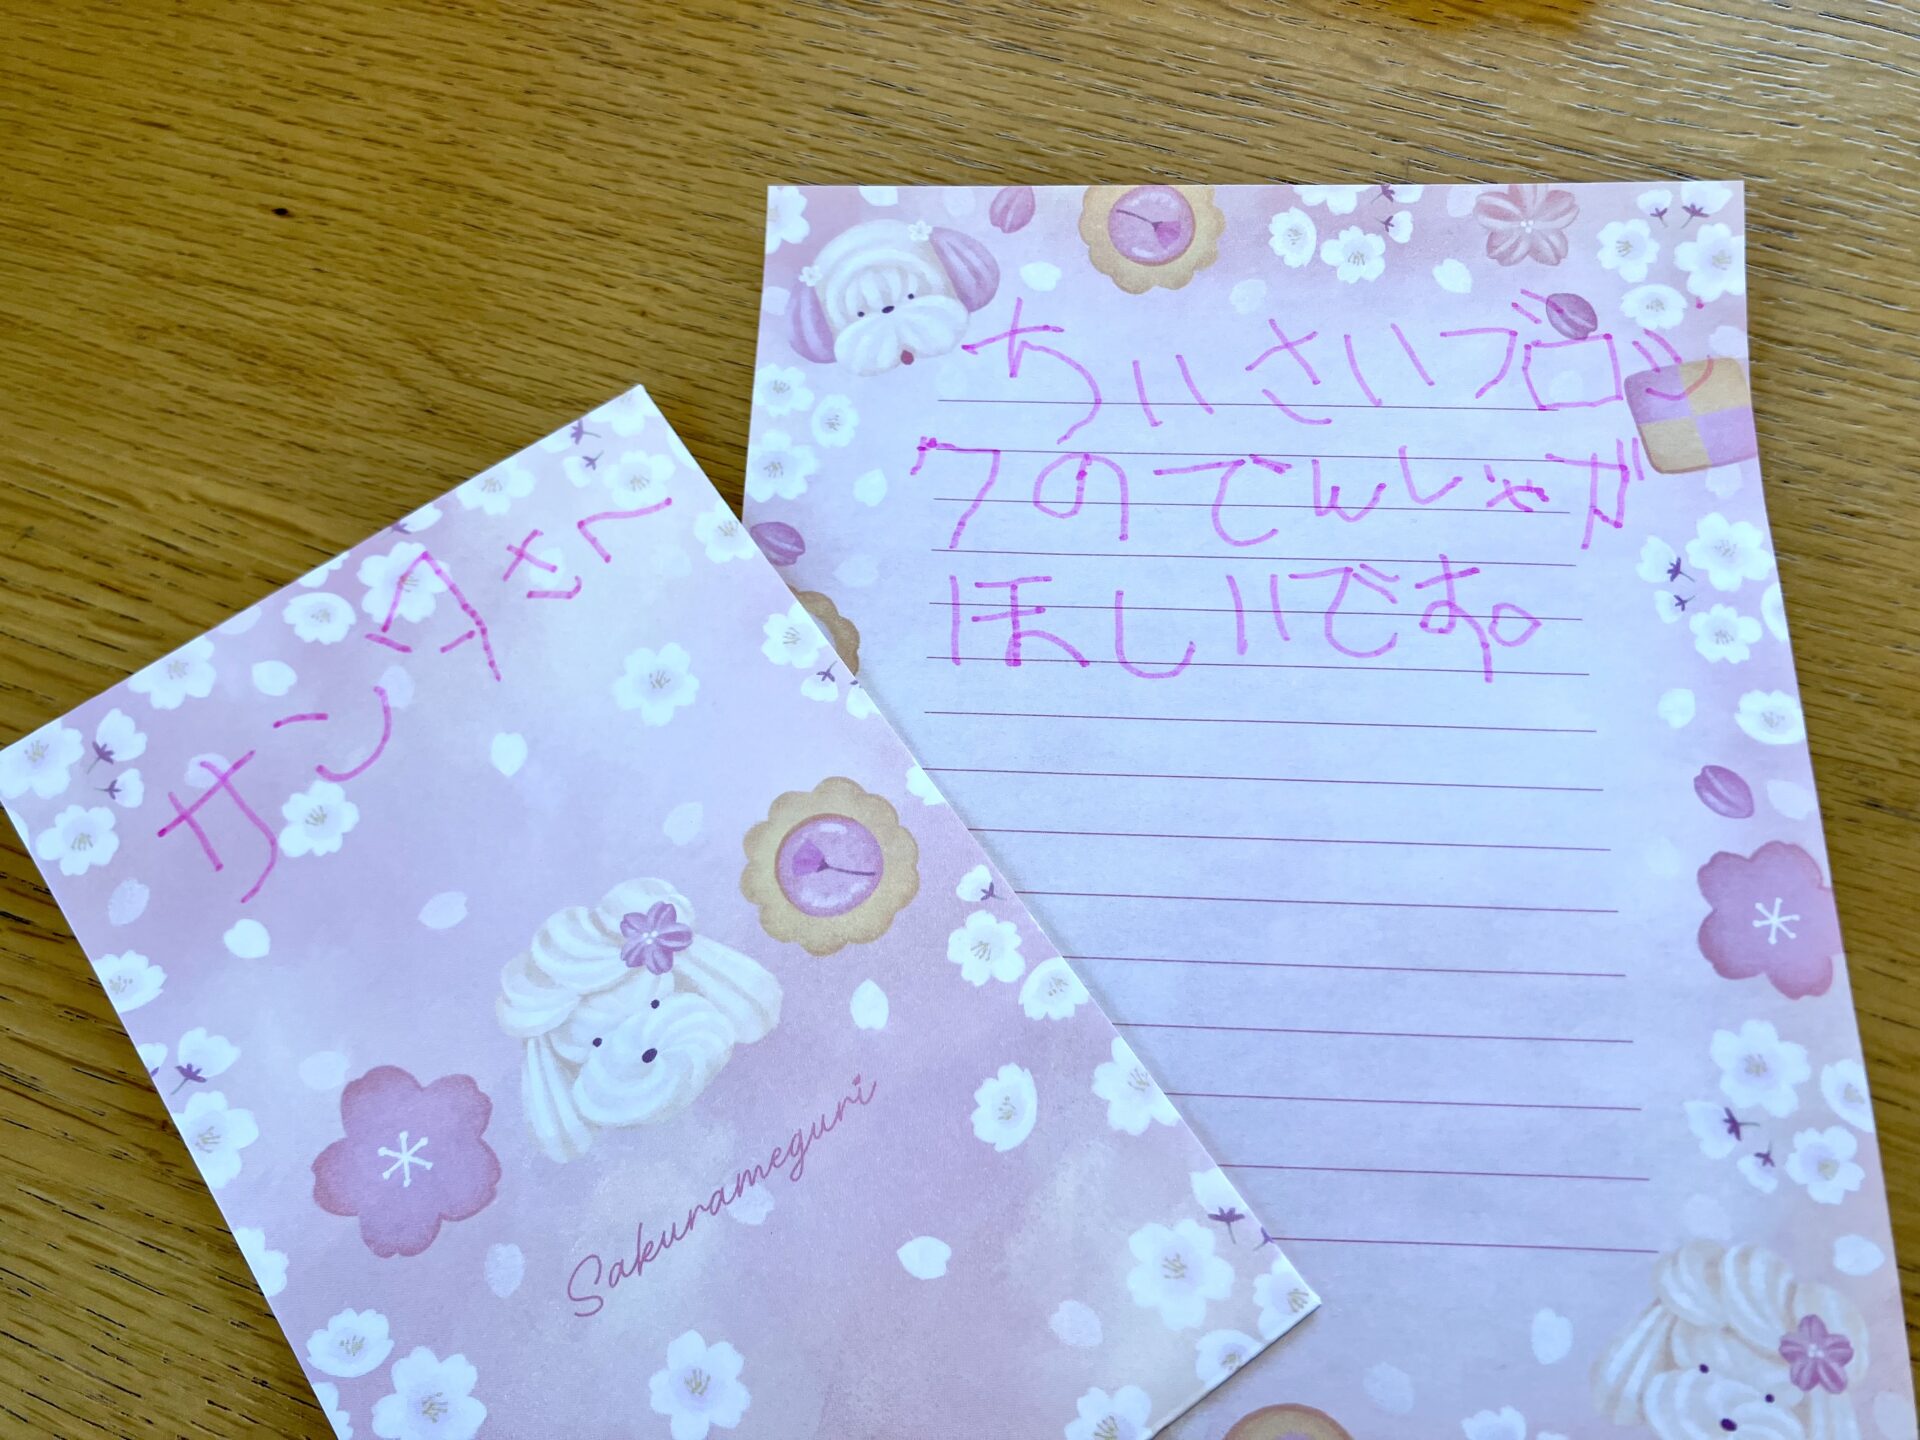 サンタさんへ
Sakurameguri
ちいさいブロッ
クのでんしゃが
ほしいです。